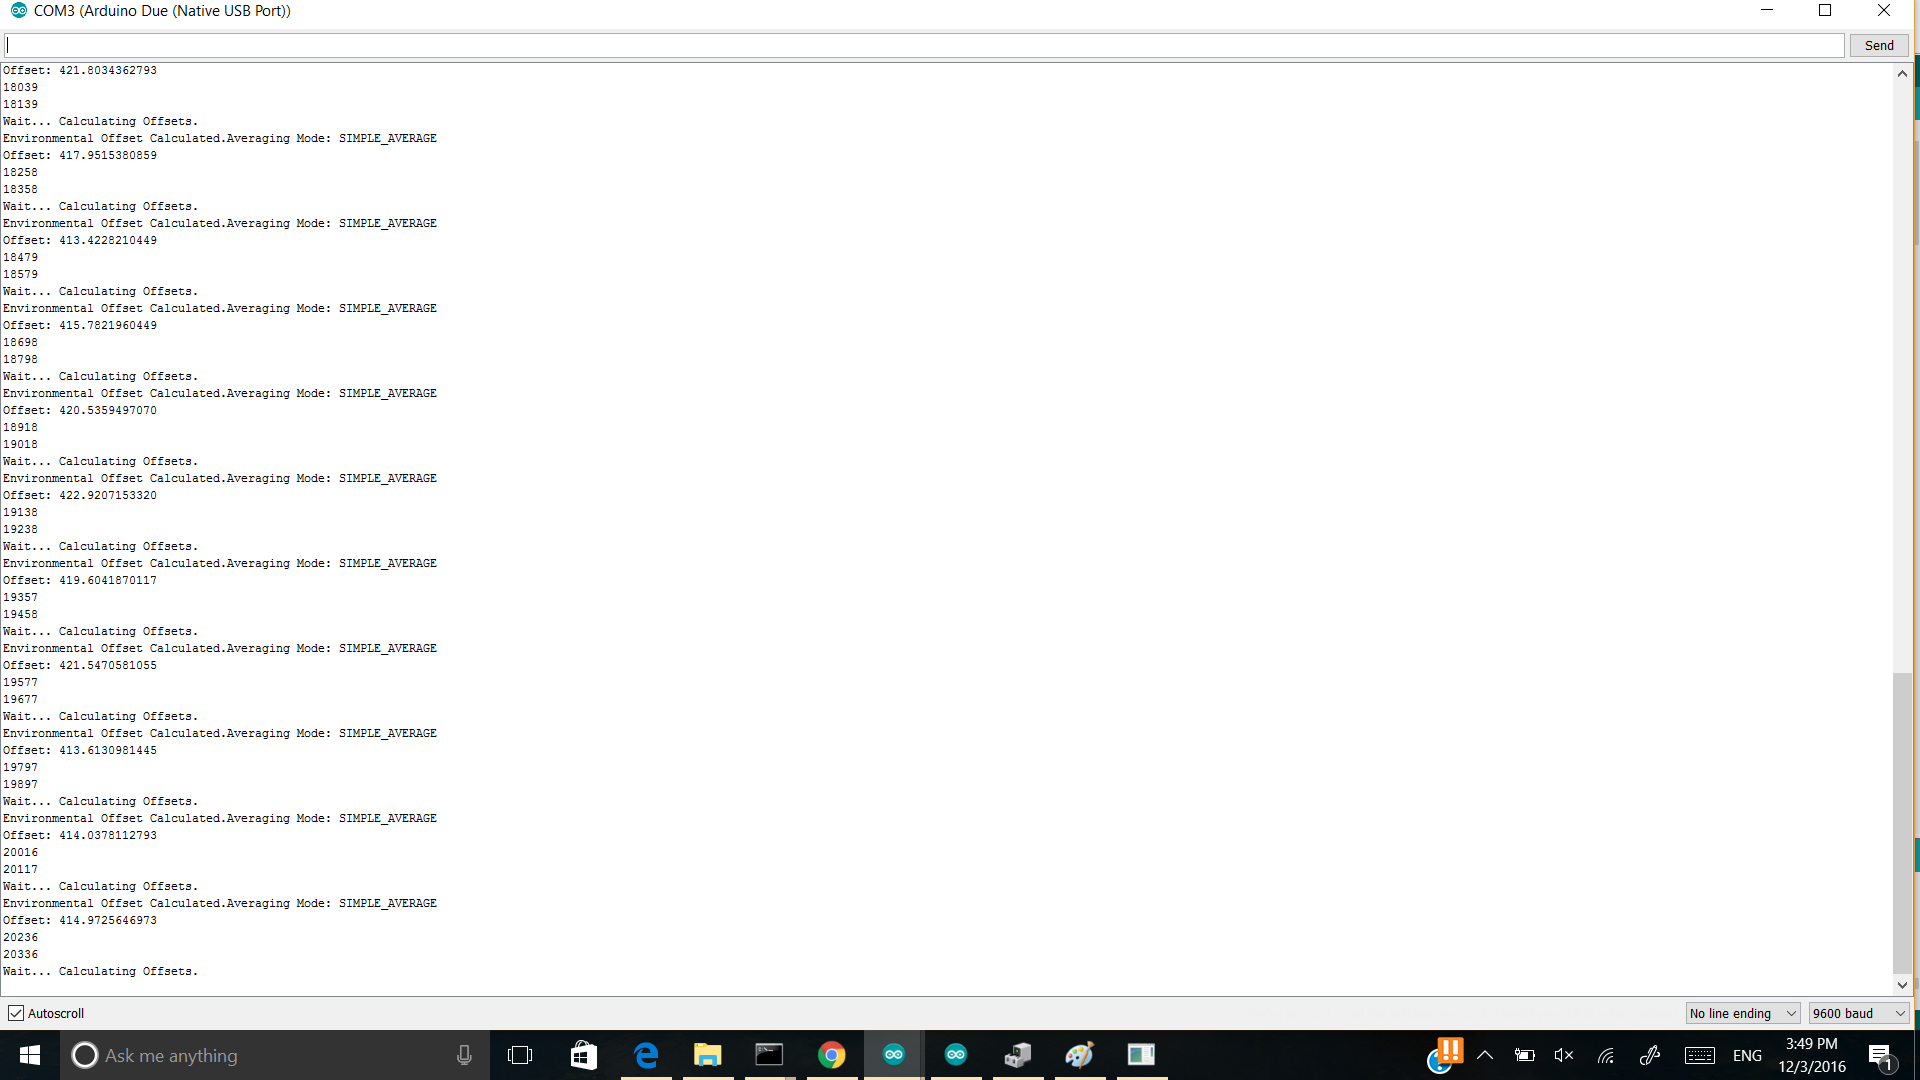 COM3 (Arduino Due (Native USB Port))
Send
Offset: 421.8034362793
18039
18139
Wait... Calculating Offsets.
Environmental Offset Calculated.Averaging Mode: SIMPLE_AVERAGE
Offset: 417.9515380859
18258
18358
Wait... Calculating Offsets.
Environmental Offset Calculated.Averaging Mode: SIMPLE_AVERAGE
Offset: 413.4228210449
18479
18579
Wait... Calculating Offsets.
Environmental Offset Calculated.Averaging Mode: SIMPLE_AVERAGE
Offset: 415.7821960449
18698
18798
Wait... Calculating Offsets.
Environmental Offset Calculated.Averaging Mode: SIMPLE_AVERAGE
Offset: 420.5359497070
18918
19018
Wait... Calculating Offsets.
Environmental Offset Calculated.Averaging Mode: SIMPLE_AVERAGE
Offset: 422.9207153320
19138
19238
Wait... Calculating Offsets.
Environmental Offset Calculated.Averaging Mode: SIMPLE_AVERAGE
Offset: 419.6041870117
19357
19458
Wait... Calculating Offsets.
Environmental Offset Calculated.Averaging Mode: SIMPLE_AVERAGE
Offset: 421.5470581055
19577
19677
Wait... Calculating Offsets.
Environmental Offset Calculated.Averaging Mode: SIMPLE_AVERAGE
Offset: 413.6130981445
19797
19897
Wait... Calculating Offsets.
Environmental Offset Calculated.Averaging Mode: SIMPLE_AVERAGE
Offset: 414.0378112793
20016
20117
Wait... Calculating Offsets.
Environmental Offset Calculated.Averaging Mode: SIMPLE_AVERAGE
Offset: 414.9725646973
20236
20336
Wait... Calculating Offsets.
Autoscroll
No line ending
9600 baud
Ask me anything
ENG
3:49 PM
12/3/2016
1